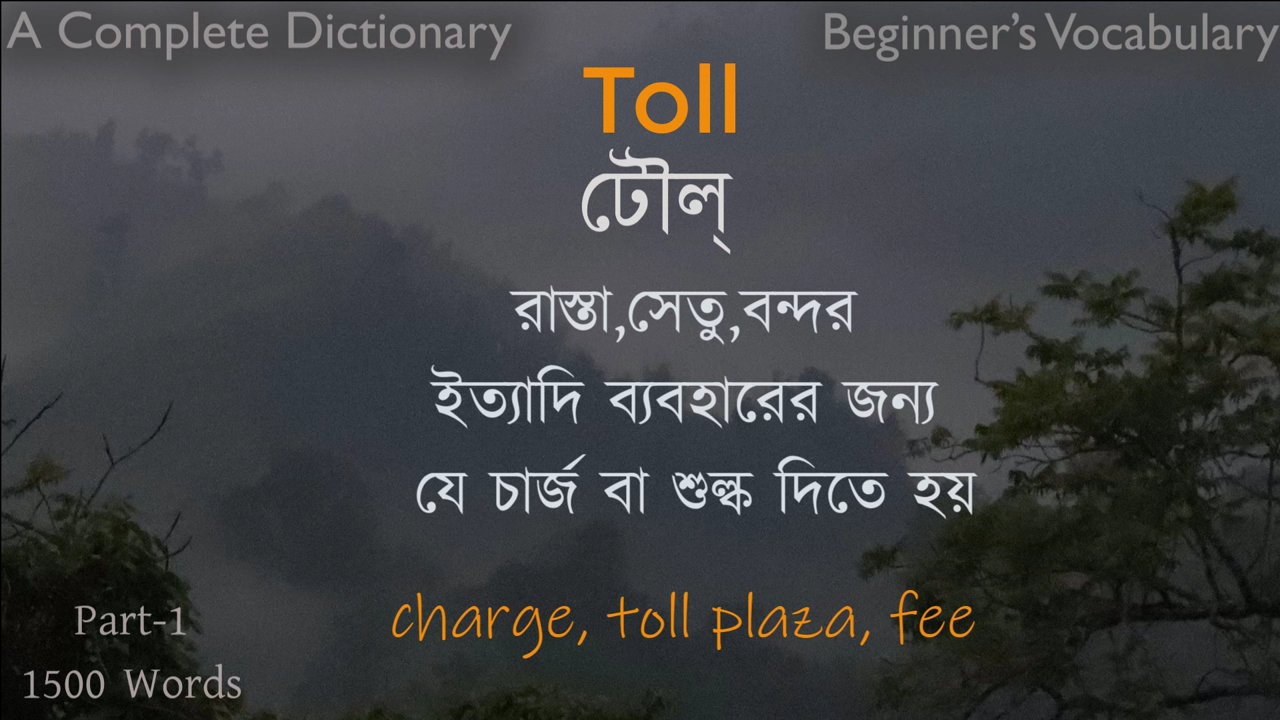 A Complete Dictionary
Beginner’s Vocabulary
Toll
টৌল্
রাস্তা,সেতু,বন্দর
ইত্যাদি ব্যবহারের জন্য
যে চার্জ বা শুল্ক দিতে হয়
charge, toll plaza, fee
Part-1
1500 Words